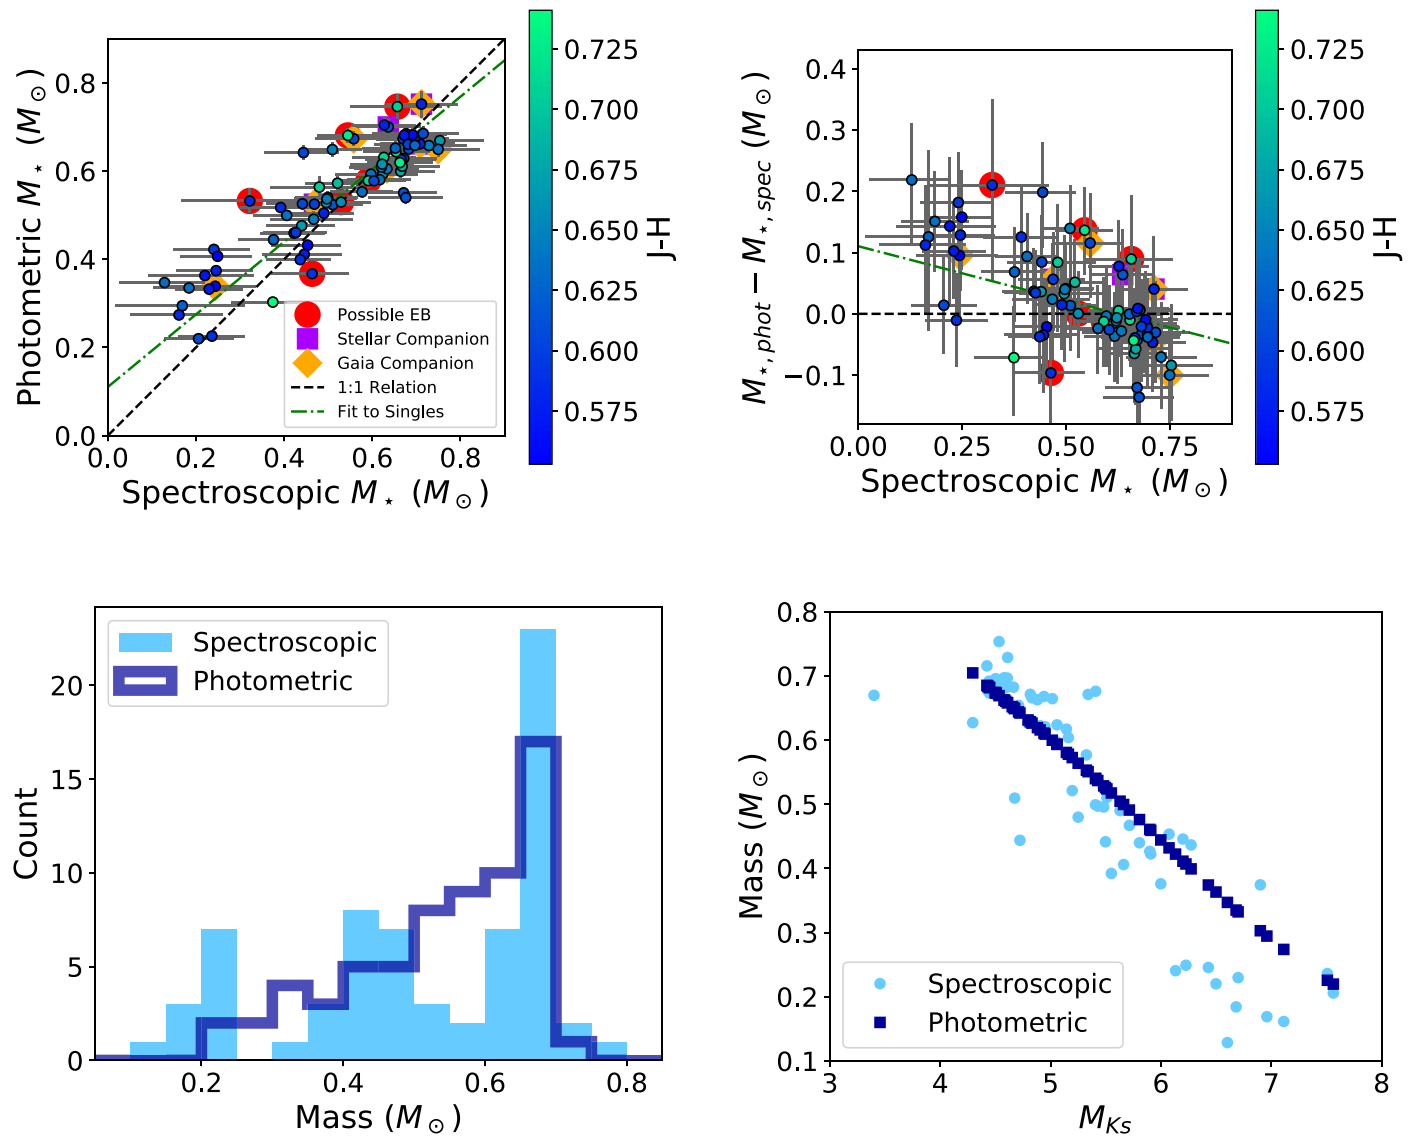 Photometric M⋆ (M⊙)
0.8
0.6
0.4
0.2
0.0
0.0 0.2 0.4 0.6 0.8
Spectroscopic M⋆ (M⊙)
Possible EB
Stellar Companion
Gaia Companion
1:1 Relation
Fit to Singles
0.725
0.700
0.675
0.650
0.625
0.600
0.575
J-H
M⋆,phot − M⋆,spec (M⊙)
0.4
0.3
0.2
0.1
0.0
−0.1
0.00 0.25 0.50 0.75
Spectroscopic M⋆ (M⊙)
0.725
0.700
0.675
0.650
0.625
0.600
0.575
J-H
Spectroscopic
Photometric
Count
20
15
10
5
0
0.2 0.4 0.6 0.8
Mass (M⊙)
Mass (M⊙)
0.8
0.7
0.6
0.5
0.4
0.3
0.2
0.1
Spectroscopic
Photometric
3 4 5 6 7 8
MKs